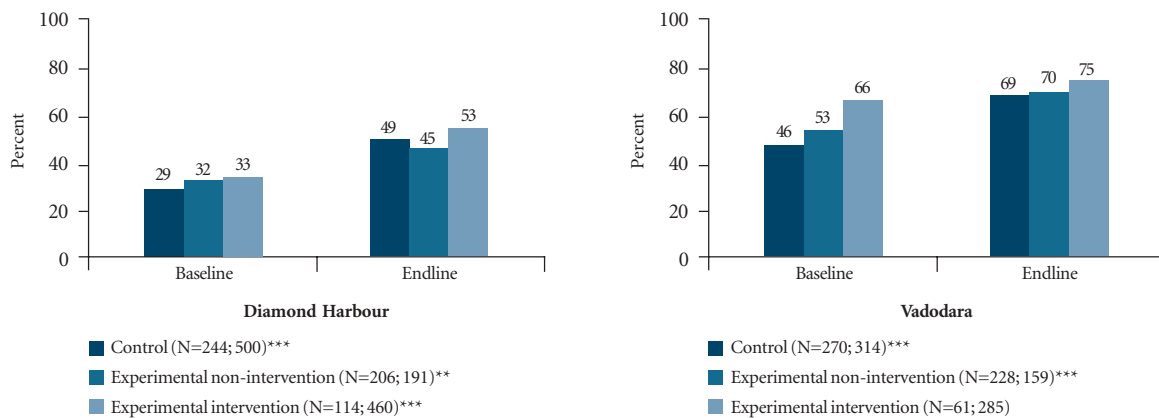 Percent
100
80
60
40
20
0
29
32
33
49
45
53
Baseline
Endline
Diamond Harbour
Control (N=244; 500)***
Experimental non-intervention (N=206; 191)**
Experimental intervention (N=114; 460)***
Percent
100
80
60
40
20
0
46
53
66
69
70
75
Baseline
Endline
Vadodara
Control (N=270; 314)***
Experimental non-intervention (N=228; 159)***
Experimental intervention (N=61; 285)